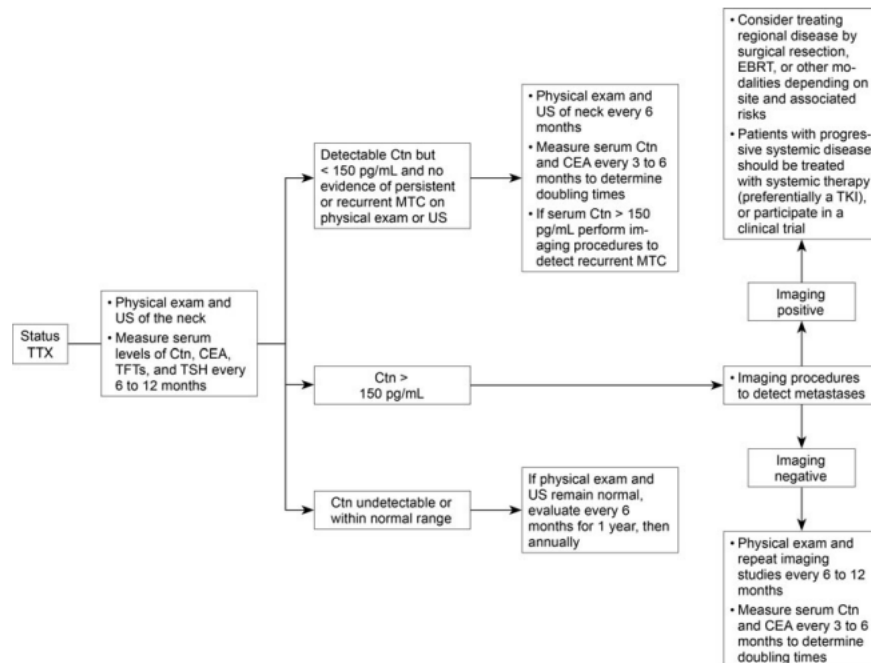 Status
TTX
• Physical exam and
US of the neck
• Measure serum
levels of Ctn, CEA,
TFTs, and TSH every
6 to 12 months
Detectable Ctn but
< 150 pg/mL and no
evidence of persistent
or recurrent MTC on
physical exam or US
• Physical exam and
US of neck every 6
months
• Measure serum Ctn
and CEA every 3 to 6
months to determine
doubling times
• If serum Ctn > 150
pg/mL perform im-
aging procedures to
detect recurrent MTC
Ctn >
150 pg/mL
• Imaging procedures
to detect metastases
Imaging
positive
• Consider treating
regional disease by
surgical resection,
EBRT, or other mo-
dalities depending on
site and associated
risks
• Patients with progres-
sive systemic disease
should be treated
with systemic therapy
(preferentially a TKI),
or participate in a
clinical trial
Imaging
negative
• Physical exam and
repeat imaging
studies every 6 to 12
months
• Measure serum Ctn
and CEA every 3 to 6
months to determine
doubling times
Ctn undetectable or
within normal range
If physical exam and
US remain normal,
evaluate every 6
months for 1 year, then
annually